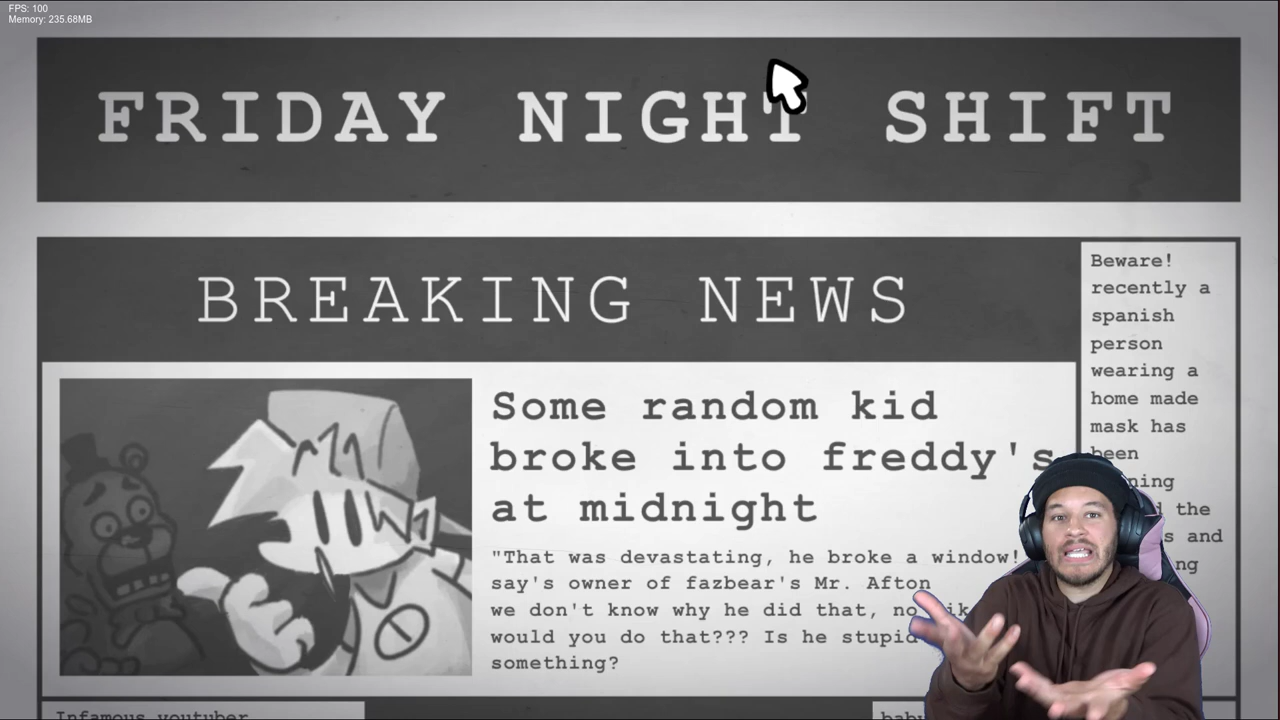 FPS: 100
Memory: 235.68MB
FRIDAY NIGHT SHIFT
BREAKING NEWS
Some random kid
broke into freddy's
at midnight
"That was devastating, he broke a window!
say's owner of fazbear's Mr. Afton
we don't know why he did that, no
would you do that??? Is he stupid
something?
Beware!
recently a
spanish
person
wearing a
home made
mask has
been
the
and
Infamous youtuber